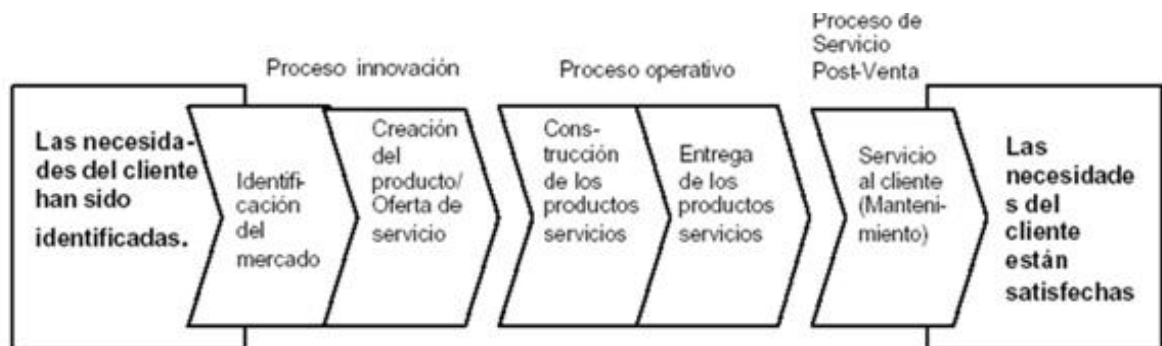 Proceso innovación
Proceso operativo
Proceso de
Servicio
Post-Venta
Las necesida-
des del cliente
han sido
identificadas.
Identifi-
cación
del
mercado
Creación
del
producto/
Oferta de
servicio
Cons-
trucción
de los
productos
servicios
Entrega
de los
productos
servicios
Servicio
al cliente
(Manteni-
miento)
Las
necesidade
s del
cliente
están
satisfechas